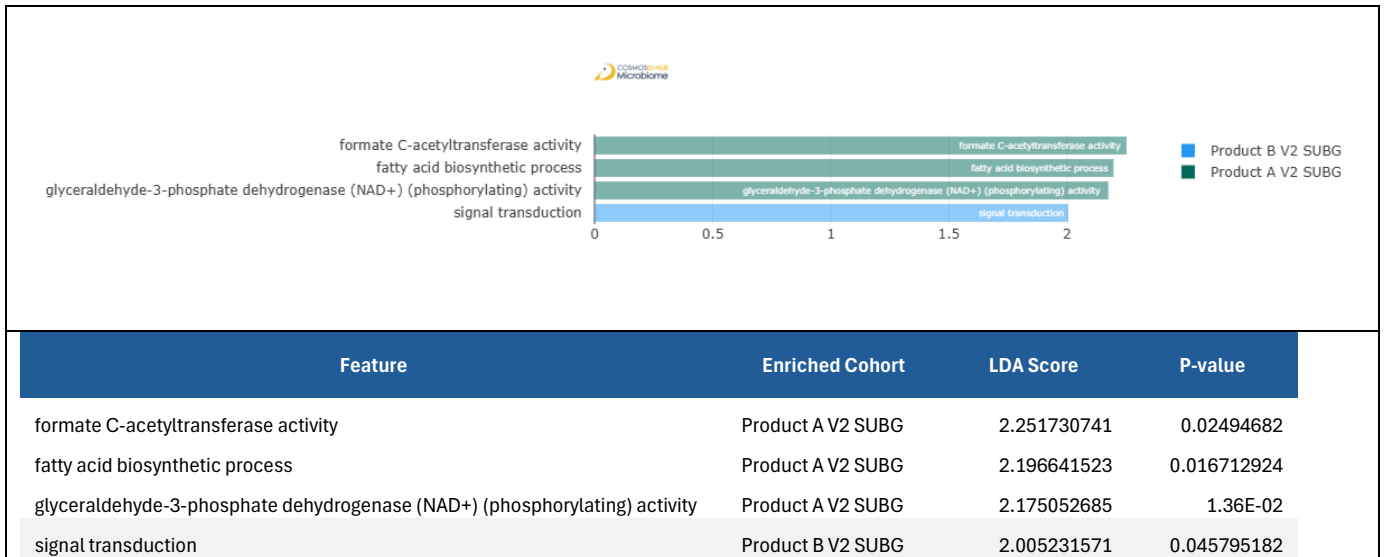 COSMOSID-HUB
Microbiome
formate C-acetyltransferase activity
formate C-acetyltransferase activity
fatty acid biosynthetic process
fatty acid biosynthetic process
glyceraldehyde-3-phosphate dehydrogenase (NAD+) (phosphorylating) activity
glyceraldehyde-3-phosphate dehydrogenase (NAD+) (phosphorylating) activity
signal transduction
signal transduction
0 0.5 1 1.5 2
Product B V2 SUBG
Product A V2 SUBG
Feature Enriched Cohort LDA Score P-value
formate C-acetyltransferase activity Product A V2 SUBG 2.251730741 0.02494682
fatty acid biosynthetic process Product A V2 SUBG 2.196641523 0.016712924
glyceraldehyde-3-phosphate dehydrogenase (NAD+) (phosphorylating) activity Product A V2 SUBG 2.175052685 1.36E-02
signal transduction Product B V2 SUBG 2.005231571 0.045795182